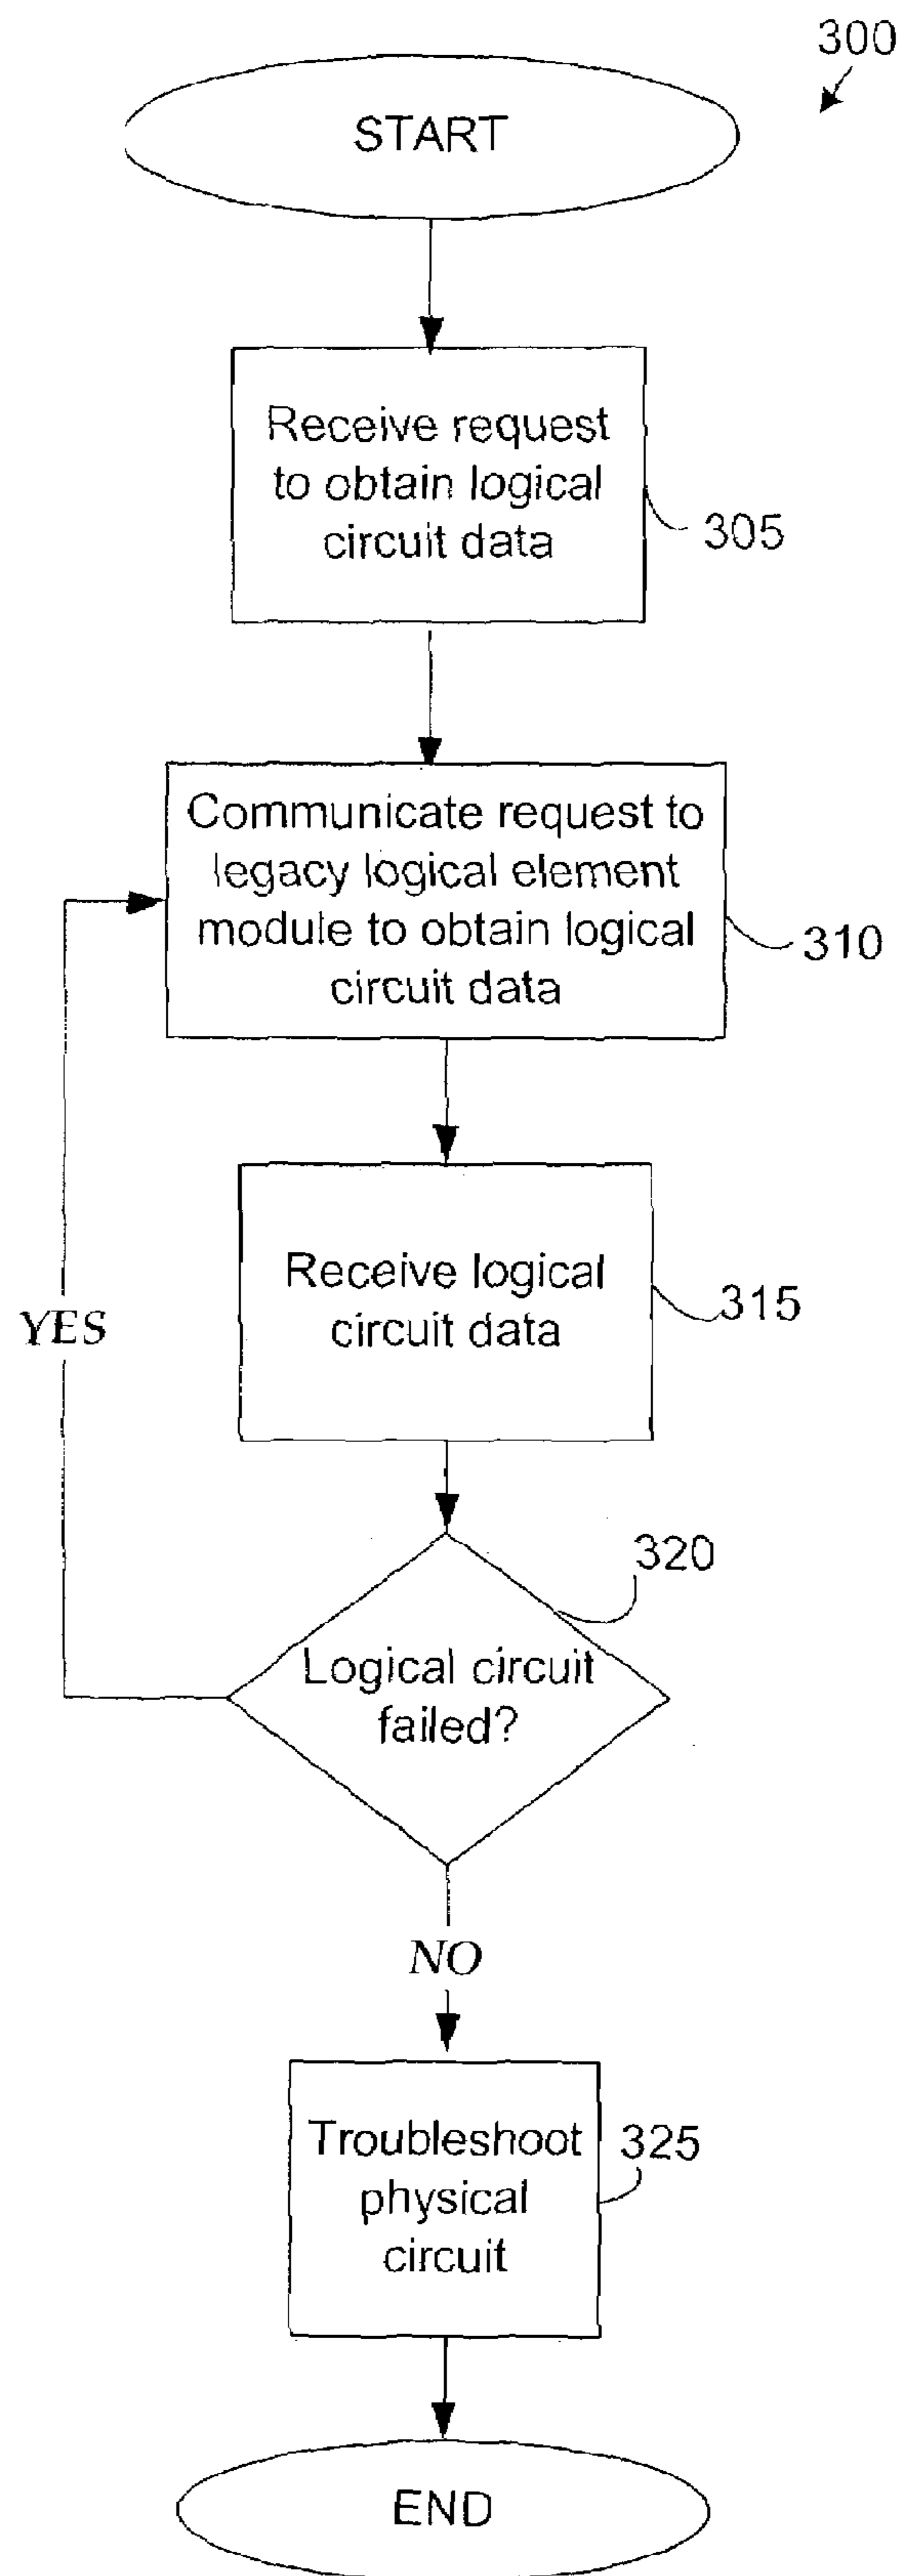 300
START
Receive request
to obtain logical
circuit data
305
Communicate request to
legacy logical element
module to obtain logical
circuit data
310
Receive logical
circuit data
315
YES
320
Logical circuit
failed?
NO
Troubleshoot
physical
circuit
325
END